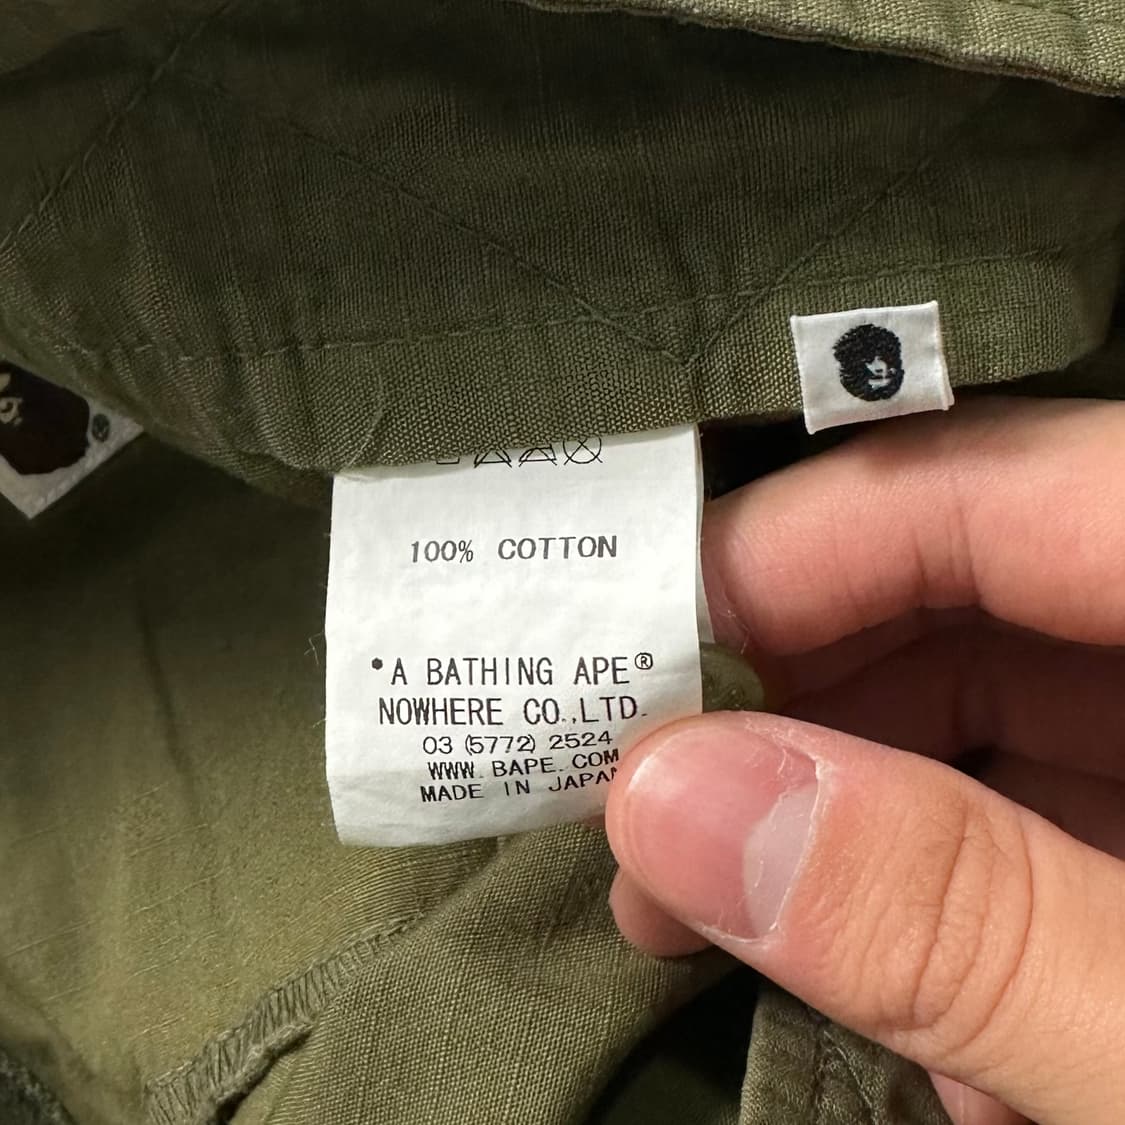 100% COTTON
•A BATHING APE®
NOWHERE CO.,LTD.
03 (5772) 2524
WWW.BAPE.COM
MADE IN JAPAN